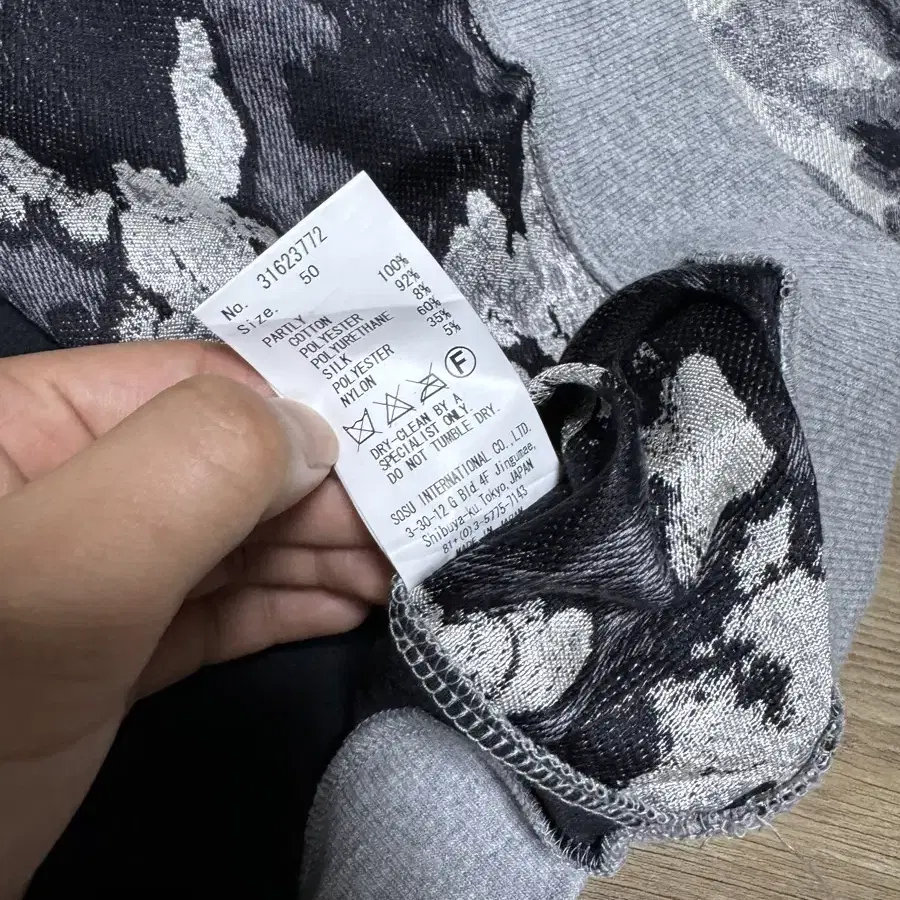 No. 31623772
Size. 50
PARTLY
COTTON 100%
POLYESTER 92%
POLYURETHANE 8%
SILK 60%
POLYESTER 35%
NYLON 5%
F
DRY-CLEAN BY A
SPECIALIST ONLY.
DO NOT TUMBLE DRY.
SOSU INTERNATIONAL CO.,LTD.
3-30-12 G Bld 4F Jingumae,
Shibuya-ku, Tokyo, JAPAN
81+(0)3-5775-7143